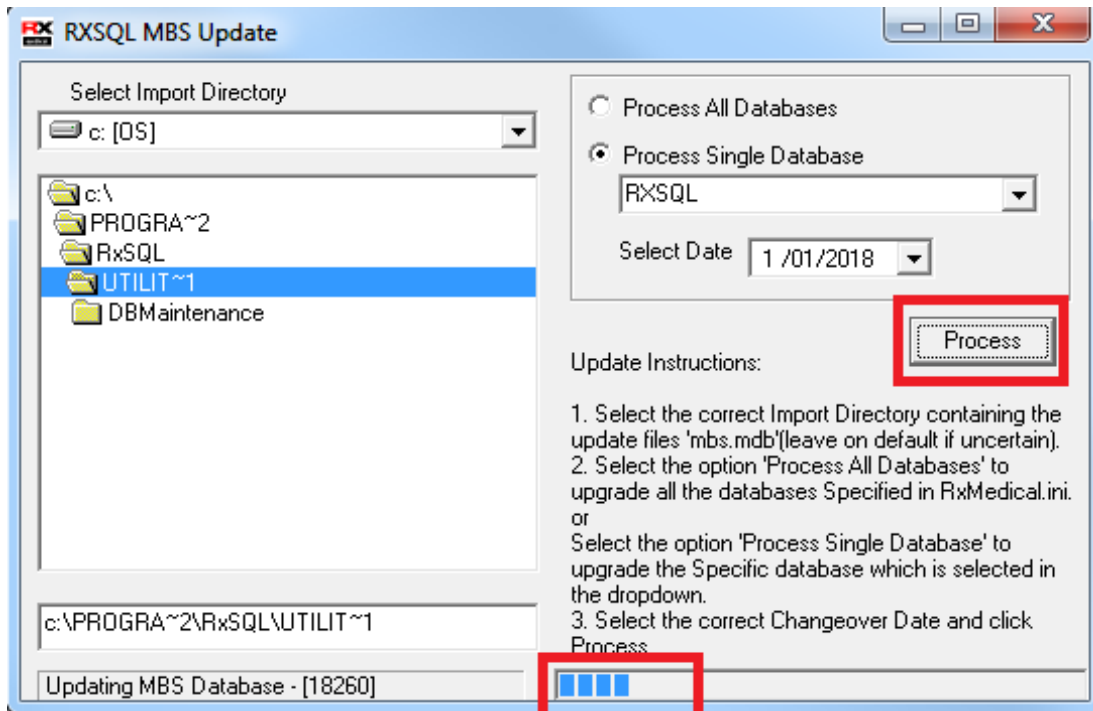 RX
RXSQL MBS Update
Select Import Directory
c: [OS]
c:\
PROGRA~2
RxSQL
UTILIT~1
DBMaintenance
c:\PROGRA~2\RxSQL\UTILIT~1
Updating MBS Database - [18260]
Process All Databases
Process Single Database
RXSQL
Select Date
1 /01/2018
Process
Update Instructions:
1. Select the correct Import Directory containing the
update files 'mbs.mdb'(leave on default if uncertain).
2. Select the option 'Process All Databases' to
upgrade all the databases Specified in RxMedical.ini.
or
Select the option 'Process Single Database' to
upgrade the Specific database which is selected in
the dropdown.
3. Select the correct Changeover Date and click
Process